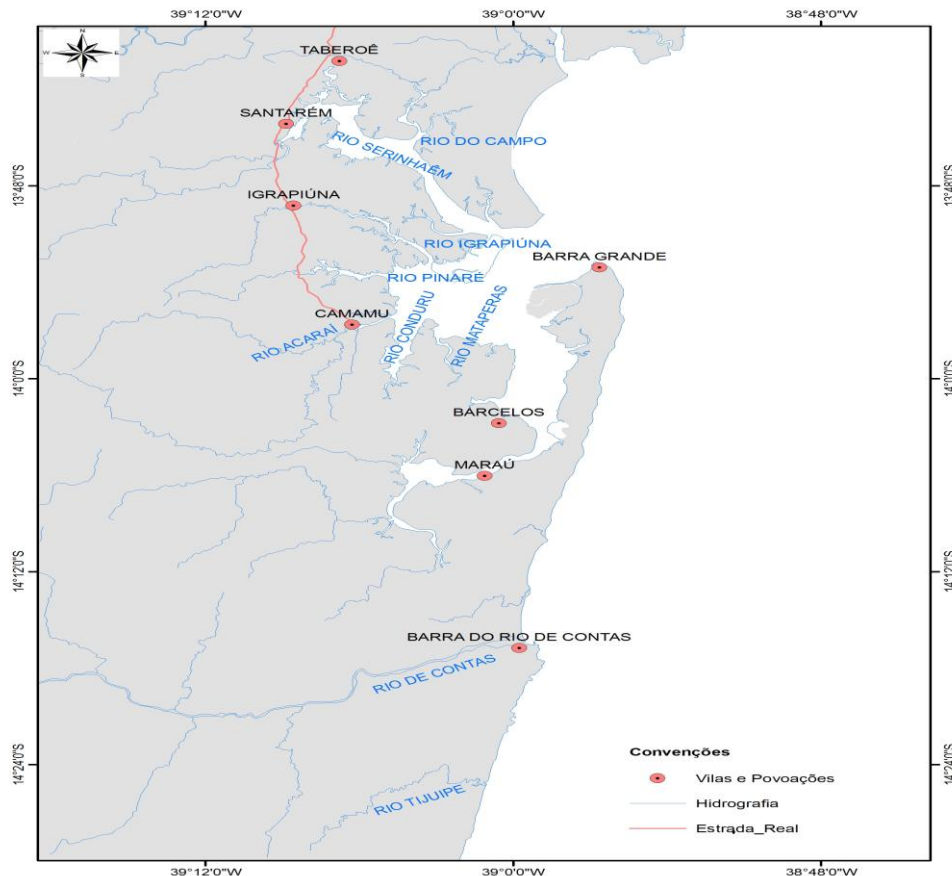 39°12'0"W 39°0'0"W 38°48'0"W
N
W E
S
TABEROÊ
SANTARÉM
RIO DO CAMPO
RIO SERINHAÊM
13°48'0"S 13°48'0"S
IGRAPIÚNA
RIO IGRAPIÚNA
BARRA GRANDE
RIO PINARÉ
CAMAMU
RIO CONDURU
RIO MATAPERAS
RIO ACARAÍ
14°0'0"S 14°0'0"S
BARCELOS
MARAÚ
14°12'0"S 14°12'0"S
BARRA DO RIO DE CONTAS
RIO DE CONTAS
Convenções
14°24'0"S 14°24'0"S
Vilas e Povoações
RIO TIJUIPE
Hidrografia
Estrada_Real
39°12'0"W 39°0'0"W 38°48'0"W